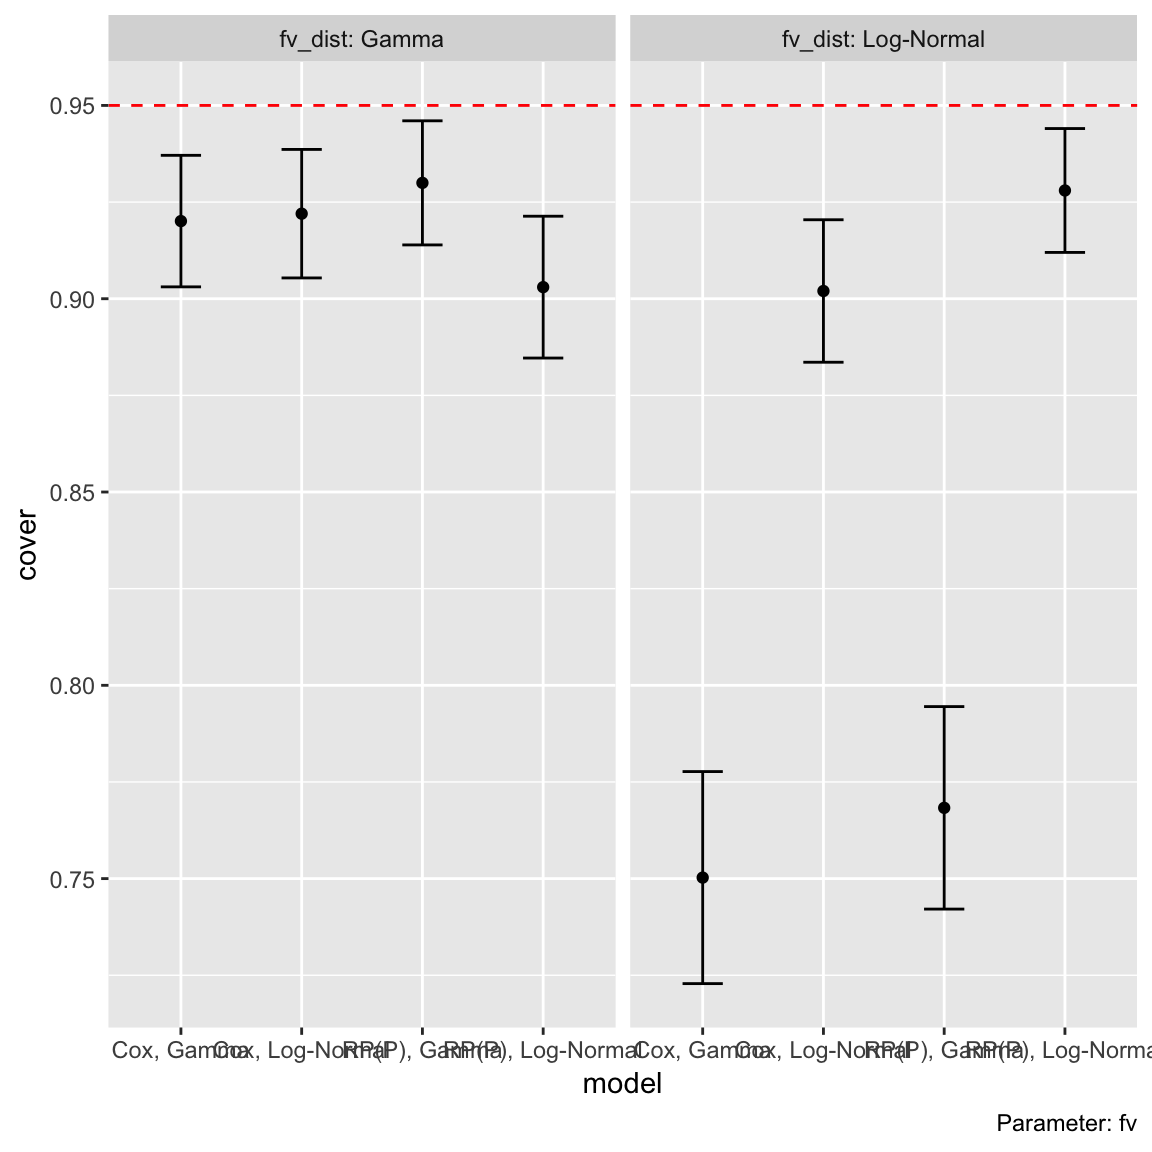 fv_dist: Gamma
fv_dist: Log-Normal
0.95
0.90
0.85
0.80
0.75
cover
Cox, Gamma Cox, Log-Normal RP(P), Gamma RP(P), Log-Normal Cox, Gamma Cox, Log-Normal RP(P), Gamma RP(P), Log-Norma
model
Parameter: fv